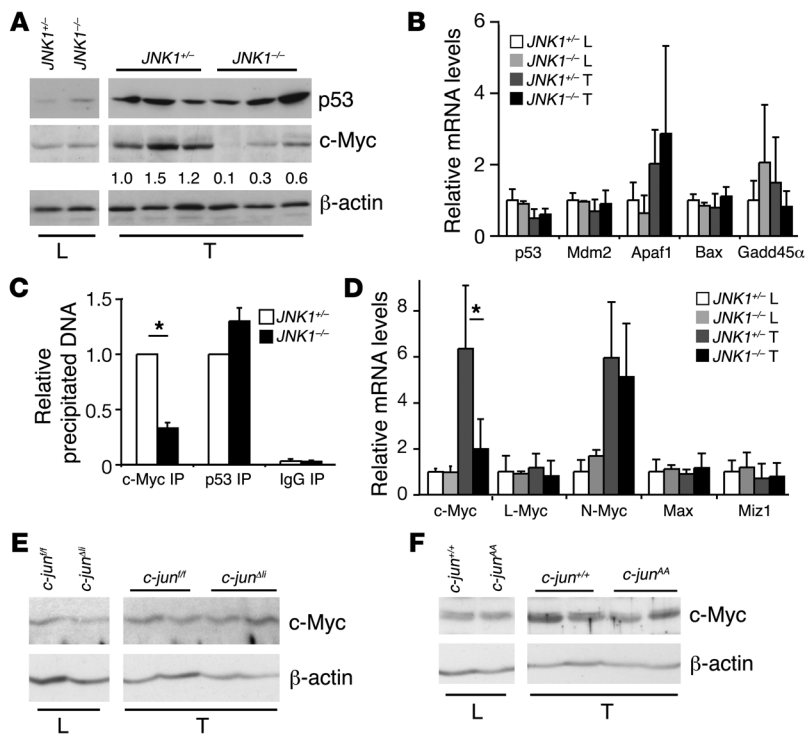 A
JNK1+/–
JNK1–/–
JNK1+/–
JNK1–/–
p53
c-Myc
1.0 1.5 1.2 0.1 0.3 0.6
β-actin
L
T
B
Relative mRNA levels
6
4
2
0
JNK1+/– L
JNK1–/– L
JNK1+/– T
JNK1–/– T
p53 Mdm2 Apaf1 Bax Gadd45α
C
Relative
precipitated DNA
1.5
1.0
0.5
0
*
JNK1+/–
JNK1–/–
c-Myc IP p53 IP IgG IP
D
Relative mRNA levels
8
6
4
2
0
*
JNK1+/– L
JNK1–/– L
JNK1+/– T
JNK1–/– T
c-Myc L-Myc N-Myc Max Miz1
E
c-junf/f
c-junΔli
c-junf/f
c-junΔli
c-Myc
β-actin
L
T
F
c-jun+/+
c-junAA
c-jun+/+
c-junAA
c-Myc
β-actin
L
T